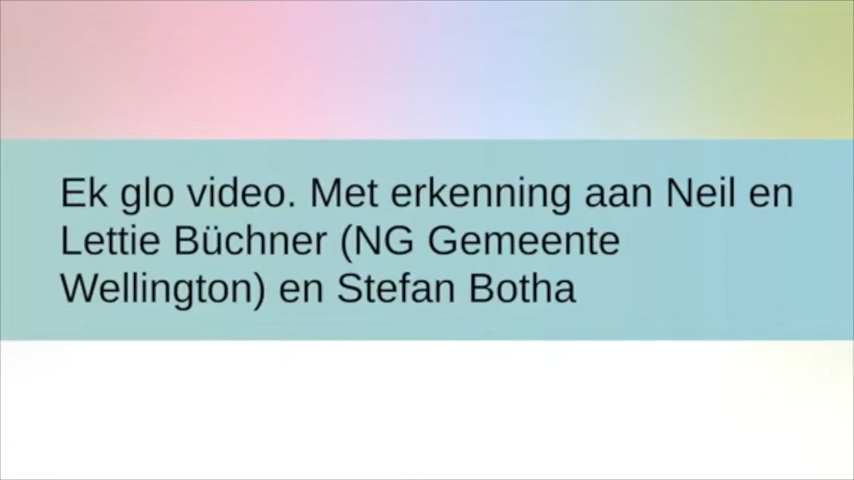 Ek glo video. Met erkenning aan Neil en
Lettie Büchner (NG Gemeente
Wellington) en Stefan Botha